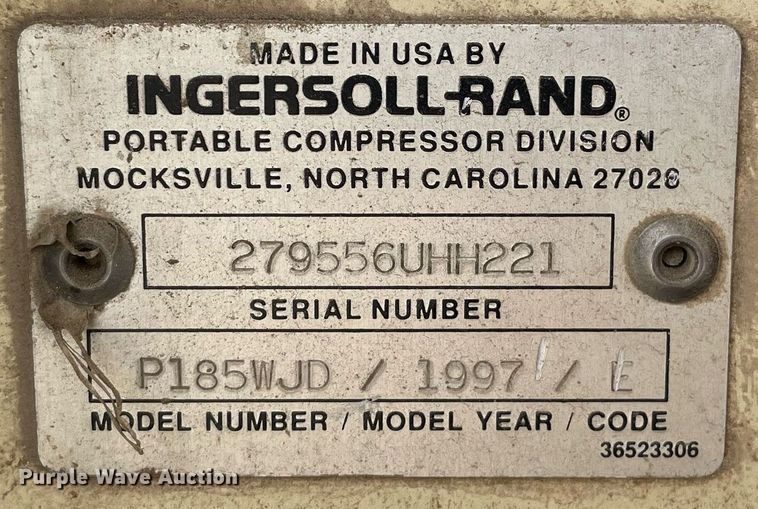 MADE IN USA BY
INGERSOLL-RAND®
PORTABLE COMPRESSOR DIVISION
MOCKSVILLE, NORTH CAROLINA 27028
279556UHH221
SERIAL NUMBER
P185WJD / 1997 / E
MODEL NUMBER / MODEL YEAR / CODE
36523306
Purple Wave Auction